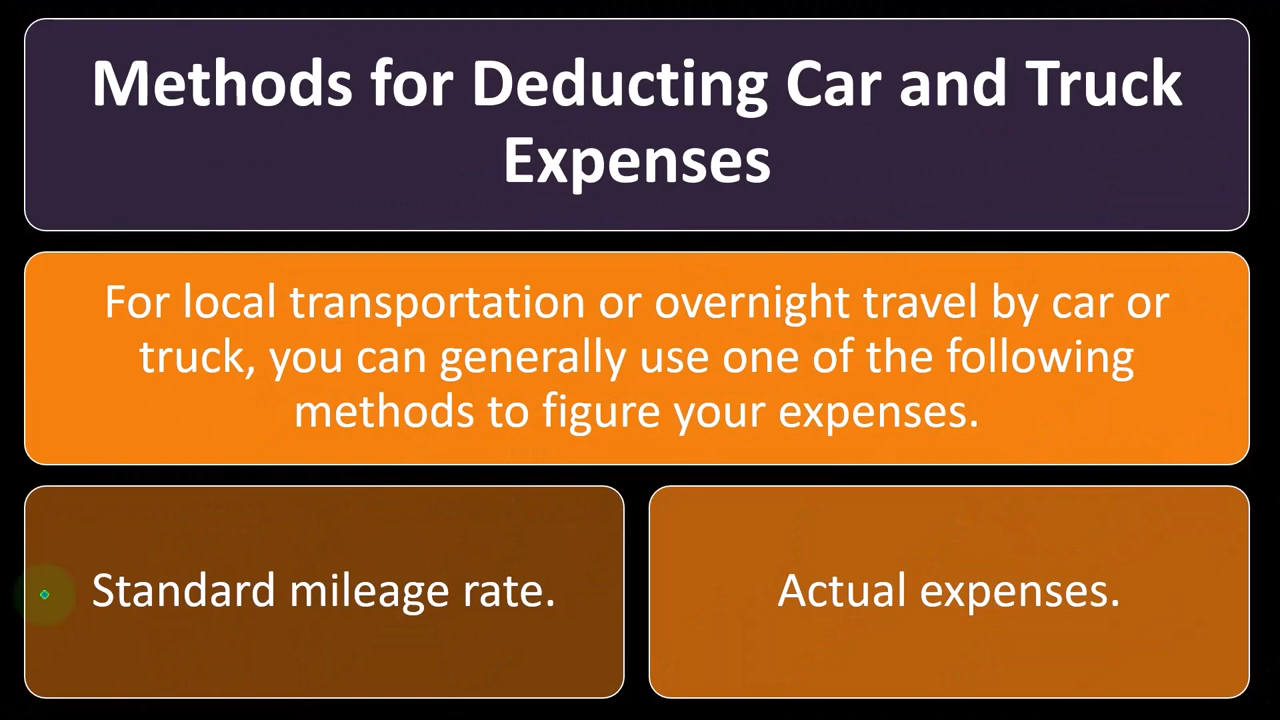 Methods for Deducting Car and Truck
Expenses
For local transportation or overnight travel by car or
truck, you can generally use one of the following
methods to figure your expenses.
Standard mileage rate.
Actual expenses.